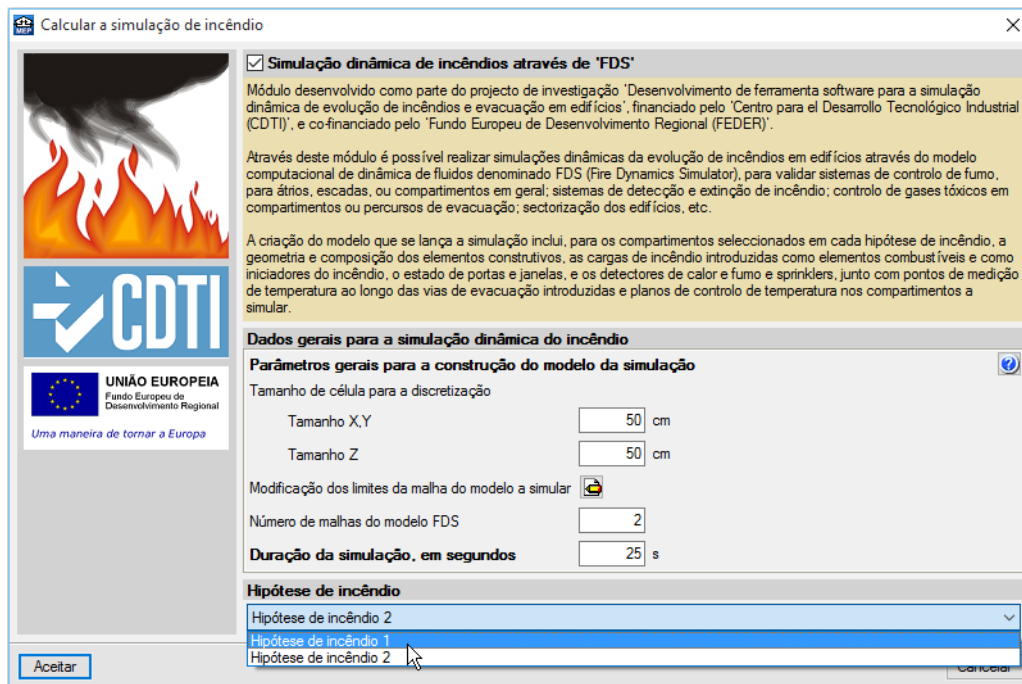 MEP Calcular a simulação de incêndio
Simulação dinâmica de incêndios através de 'FDS'
Módulo desenvolvido como parte do projecto de investigação 'Desenvolvimento de ferramenta software para a simulação
dinâmica de evolução de incêndios e evacuação em edifícios', financiado pelo 'Centro para el Desarrollo Tecnológico Industrial
(CDTI)', e co-financiado pelo 'Fundo Europeu de Desenvolvimento Regional (FEDER)'.
Através deste módulo é possível realizar simulações dinâmicas da evolução de incêndios em edifícios através do modelo
computacional de dinâmica de fluidos denominado FDS (Fire Dynamics Simulator), para validar sistemas de controlo de fumo,
para átrios, escadas, ou compartimentos em geral; sistemas de detecção e extinção de incêndio; controlo de gases tóxicos em
compartimentos ou percursos de evacuação; sectorização dos edifícios, etc.
A criação do modelo que se lança a simulação inclui, para os compartimentos seleccionados em cada hipótese de incêndio, a
geometria e composição dos elementos construtivos, as cargas de incêndio introduzidas como elementos combustíveis e como
iniciadores do incêndio, o estado de portas e janelas, e os detectores de calor e fumo e sprinklers, junto com pontos de medição
de temperatura ao longo das vias de evacuação introduzidas e planos de controlo de temperatura nos compartimentos a
simular.
CDTI
UNIÃO EUROPEIA
Fundo Europeu de
Desenvolvimento Regional
Uma maneira de tornar a Europa
Dados gerais para a simulação dinâmica do incêndio
Parâmetros gerais para a construção do modelo da simulação
Tamanho de célula para a discretização
Tamanho X,Y 50 cm
Tamanho Z 50 cm
Modificação dos limites da malha do modelo a simular
Número de malhas do modelo FDS 2
Duração da simulação, em segundos 25 s
Hipótese de incêndio
Hipótese de incêndio 2
Hipótese de incêndio 1
Hipótese de incêndio 2
Aceitar Cancelar